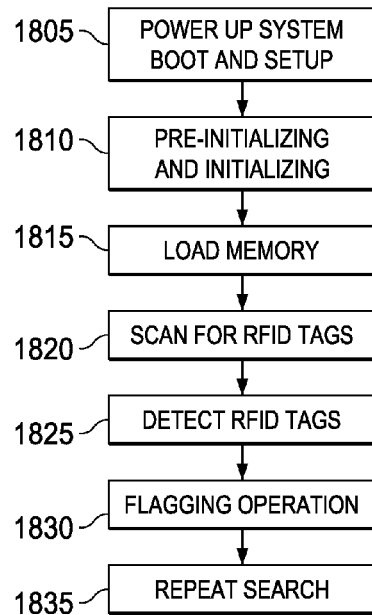 1805
POWER UP SYSTEM
BOOT AND SETUP
1810
PRE-INITIALIZING
AND INITIALIZING
1815
LOAD MEMORY
1820
SCAN FOR RFID TAGS
1825
DETECT RFID TAGS
1830
FLAGGING OPERATION
1835
REPEAT SEARCH